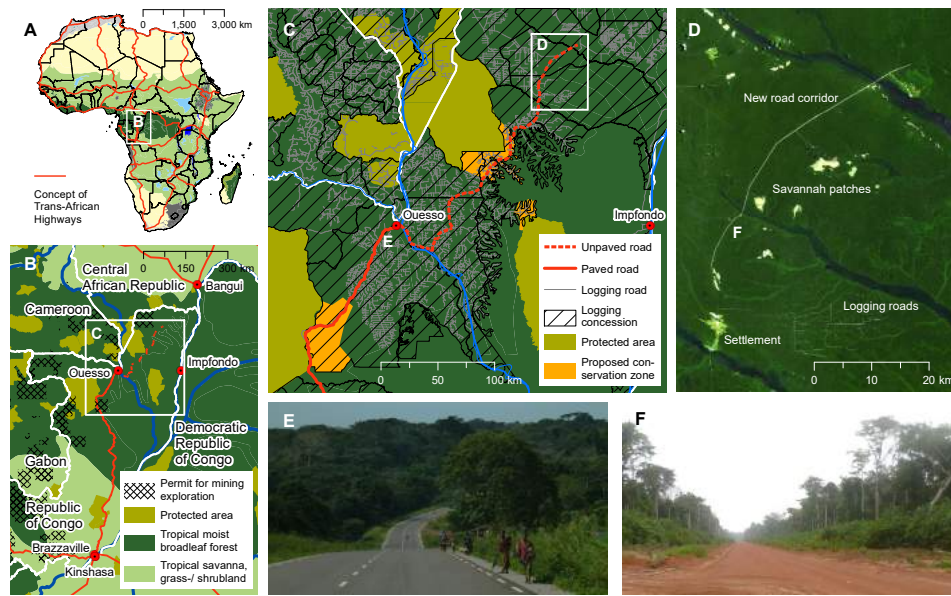 A
0 1,500 3,000 km
B
Concept of
Trans-African
Highways
B
0 150 300 km
Central
African Republic
Bangui
Cameroon
C
Ouesso
Impfondo
Democratic
Republic
of Congo
Gabon
Republic
of Congo
Brazzaville
Kinshasa
Permit for mining
exploration
Protected area
Tropical moist
broadleaf forest
Tropical savanna,
grass-/ shrubland
C
D
Ouesso
E
Impfondo
0 50 100 km
Unpaved road
Paved road
Logging road
Logging
concession
Protected area
Proposed con-
servation zone
D
New road corridor
Savannah patches
F
Logging roads
Settlement
0 10 20 km
E
F